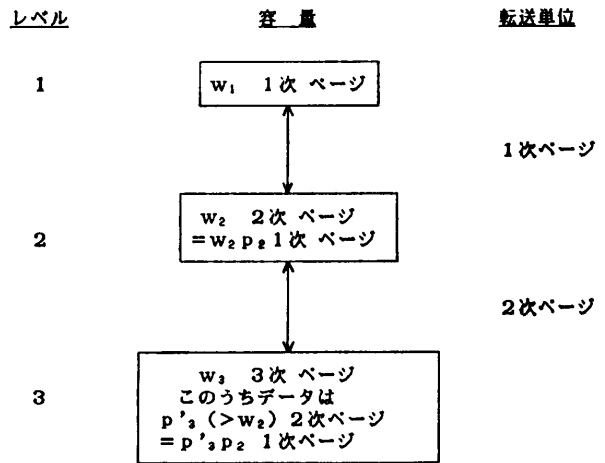 レベル 容 量 転送単位
1 w₁ 1次 ページ
1次ページ
2 w₂ 2次 ページ
=w₂p₂1次 ページ
2次ページ
w₃ 3次 ページ
3 このうちデータは
p'₃(>w₂)2次ページ
=p'₃p₂ 1次ページ